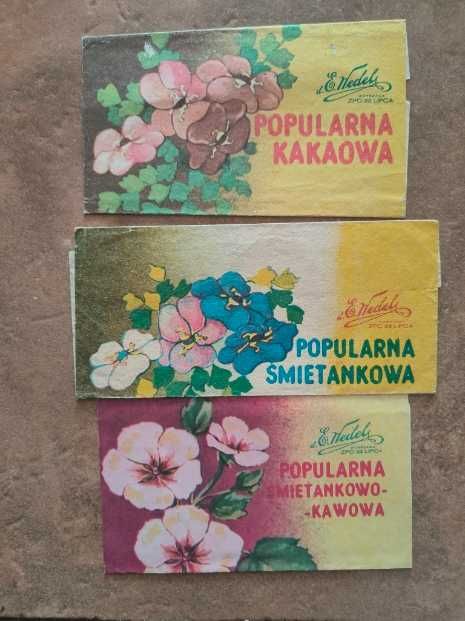 d. E. Wedel
ZPC 22 LIPCA
POPULARNA
KAKAOWA
d. E. Wedel
ZPC 22 LIPCA
POPULARNA
ŚMIETANKOWA
d. E. Wedel
ZPC 22 LIPCA
POPULARNA
ŚMIETANKOWO-
-KAWOWA